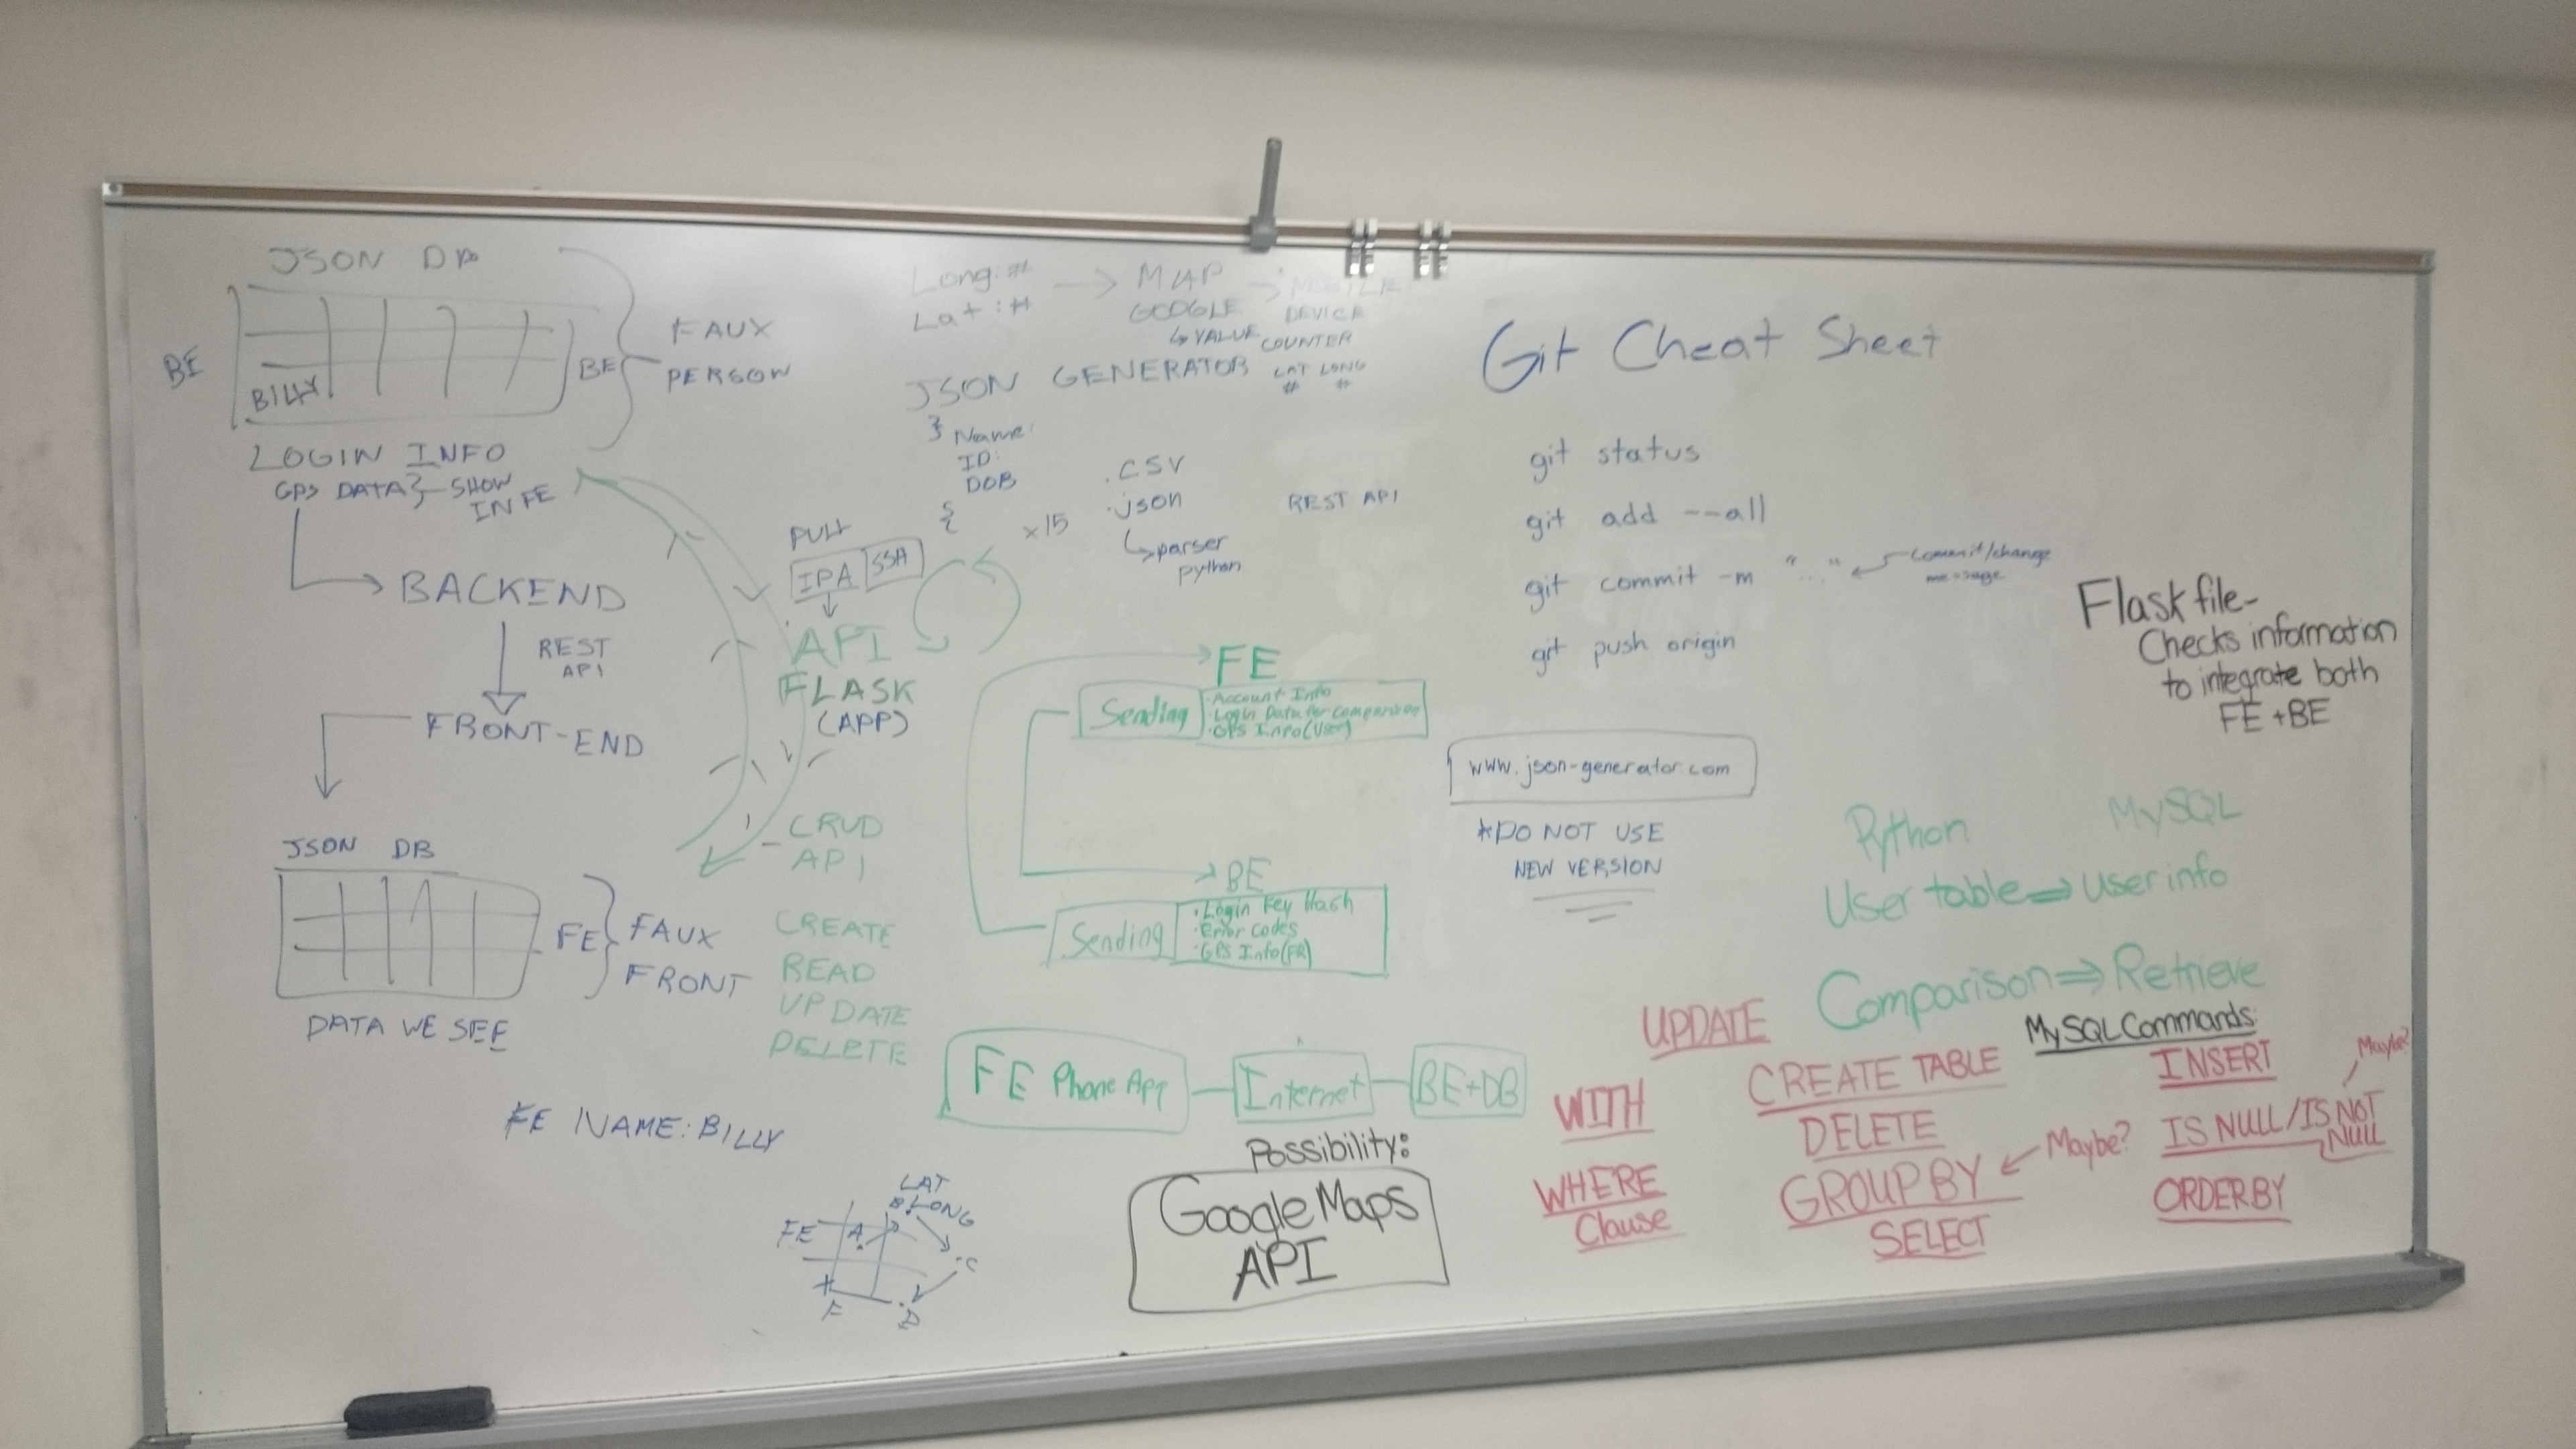 JSON DB
BE
BILLY
BE
FAUX
PERSON
LOGIN INFO
GPS DATA } SHOW
IN FE
BACKEND
REST
API
FRONT-END
JSON DB
FE
FAUX
FRONT
DATA WE SEE
FE NAME: BILLY
Long: #
Lat : #
MAP
GOOGLE
DEVICE
VALUE COUNTER
LAT LONG
# #
JSON GENERATOR
} Name:
ID:
DOB
{
x15
.CSV
.json
parser
python
REST API
PULL
IPA SSA
API
FLASK
(APP)
CRUD
API
CREATE
READ
UPDATE
DELETE
FE
Sending
·Account Info
·Login Data for comparison
·GPS Info (User)
BE
Sending
·Login Key Hash
·Error codes
·GPS Info
FE Phone App
Internet
BE+DB
Possibility:
Google Maps
API
LAT
B LONG
FE
A
C
D
F
Git Cheat Sheet
git status
git add --all
git commit -m "..."
Commit/change
message
git push origin
www.json-generator.com
*DO NOT USE
NEW VERSION
Flask file-
Checks information
to integrate both
FE + BE
Python MySQL
User table ⇒ User info
Comparison ⇒ Retrieve
MySQL Commands:
UPDATE
CREATE TABLE
INSERT
Maybe?
WITH
DELETE
IS NULL/IS NOT
NULL
WHERE
Clause
GROUP BY
Maybe?
ORDER BY
SELECT